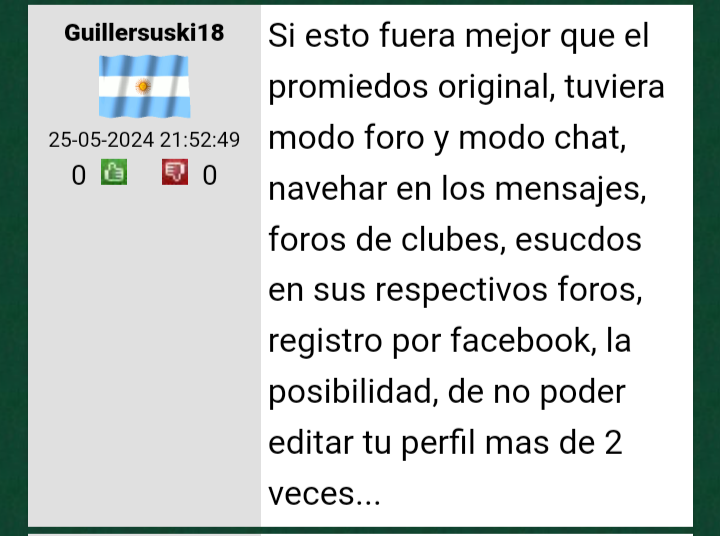 Guillersuski18
25-05-2024 21:52:49
0 0
Si esto fuera mejor que el
promiedos original, tuviera
modo foro y modo chat,
navehar en los mensajes,
foros de clubes, esucdos
en sus respectivos foros,
registro por facebook, la
posibilidad, de no poder
editar tu perfil mas de 2
veces...